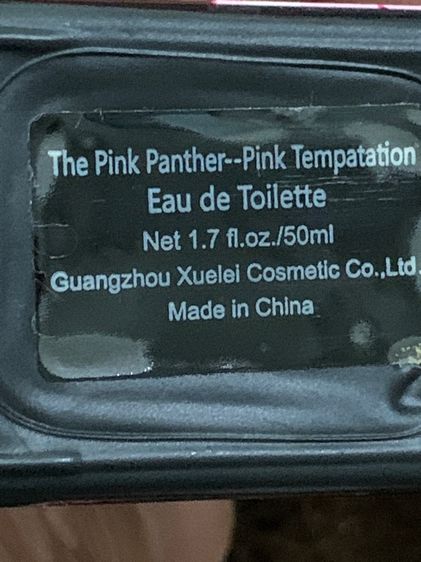 The Pink Panther--Pink Tempatation
Eau de Toilette
Net 1.7 fl.oz./50ml
Guangzhou Xuelei Cosmetic Co.,Ltd.
Made in China